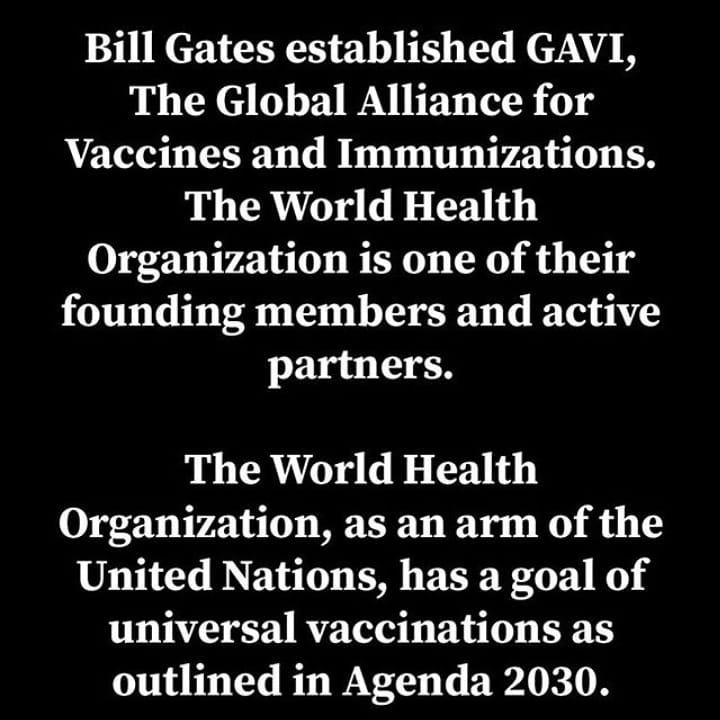 Bill Gates established GAVI,
The Global Alliance for
Vaccines and Immunizations.
The World Health
Organization is one of their
founding members and active
partners.
The World Health
Organization, as an arm of the
United Nations, has a goal of
universal vaccinations as
outlined in Agenda 2030.